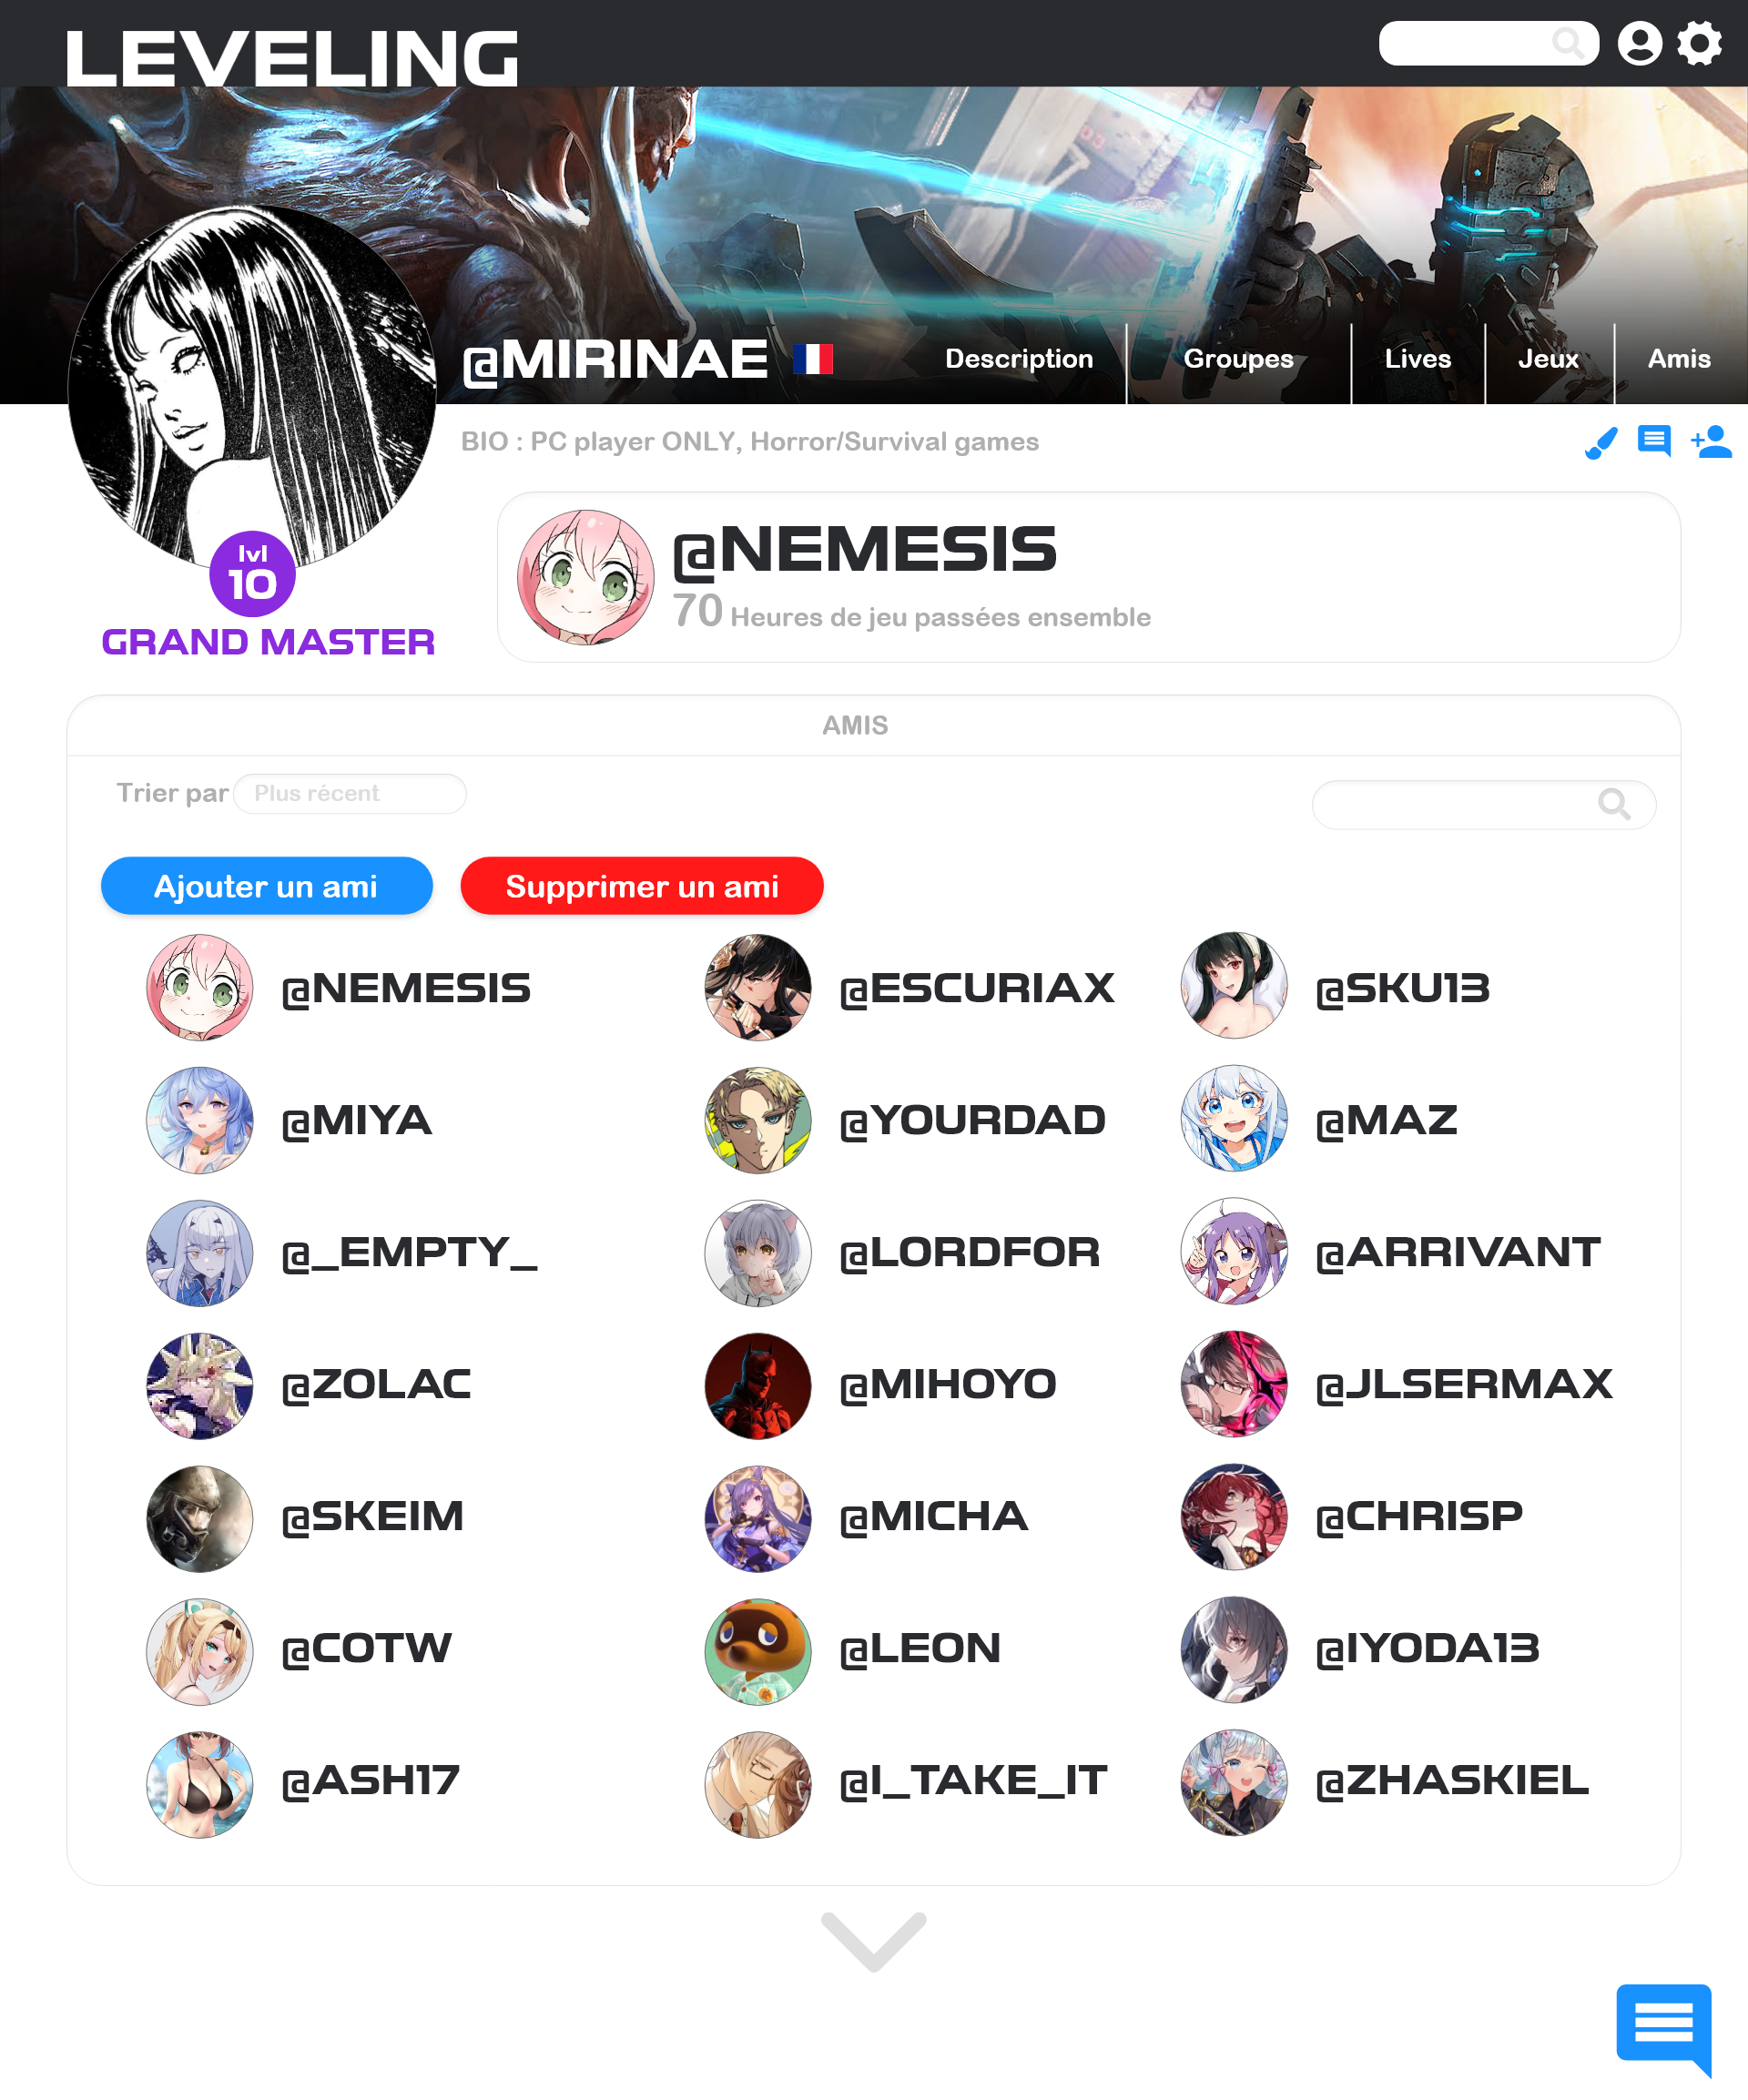 LEVELING
@MIRINAE
Description
Groupes
Lives
Jeux
Amis
BIO : PC player ONLY, Horror/Survival games
lvl
10
GRAND MASTER
@NEMESIS
70 Heures de jeu passées ensemble
AMIS
Trier par Plus récent
Ajouter un ami
Supprimer un ami
@NEMESIS
@ESCURIAX
@SKU13
@MIYA
@YOURDAD
@MAZ
@_EMPTY_
@LORDFOR
@ARRIVANT
@ZOLAC
@MIHOYO
@JLSERMAX
@SKEIM
@MICHA
@CHRISP
@COTW
@LEON
@IYODA13
@ASH17
@I_TAKE_IT
@ZHASKIEL